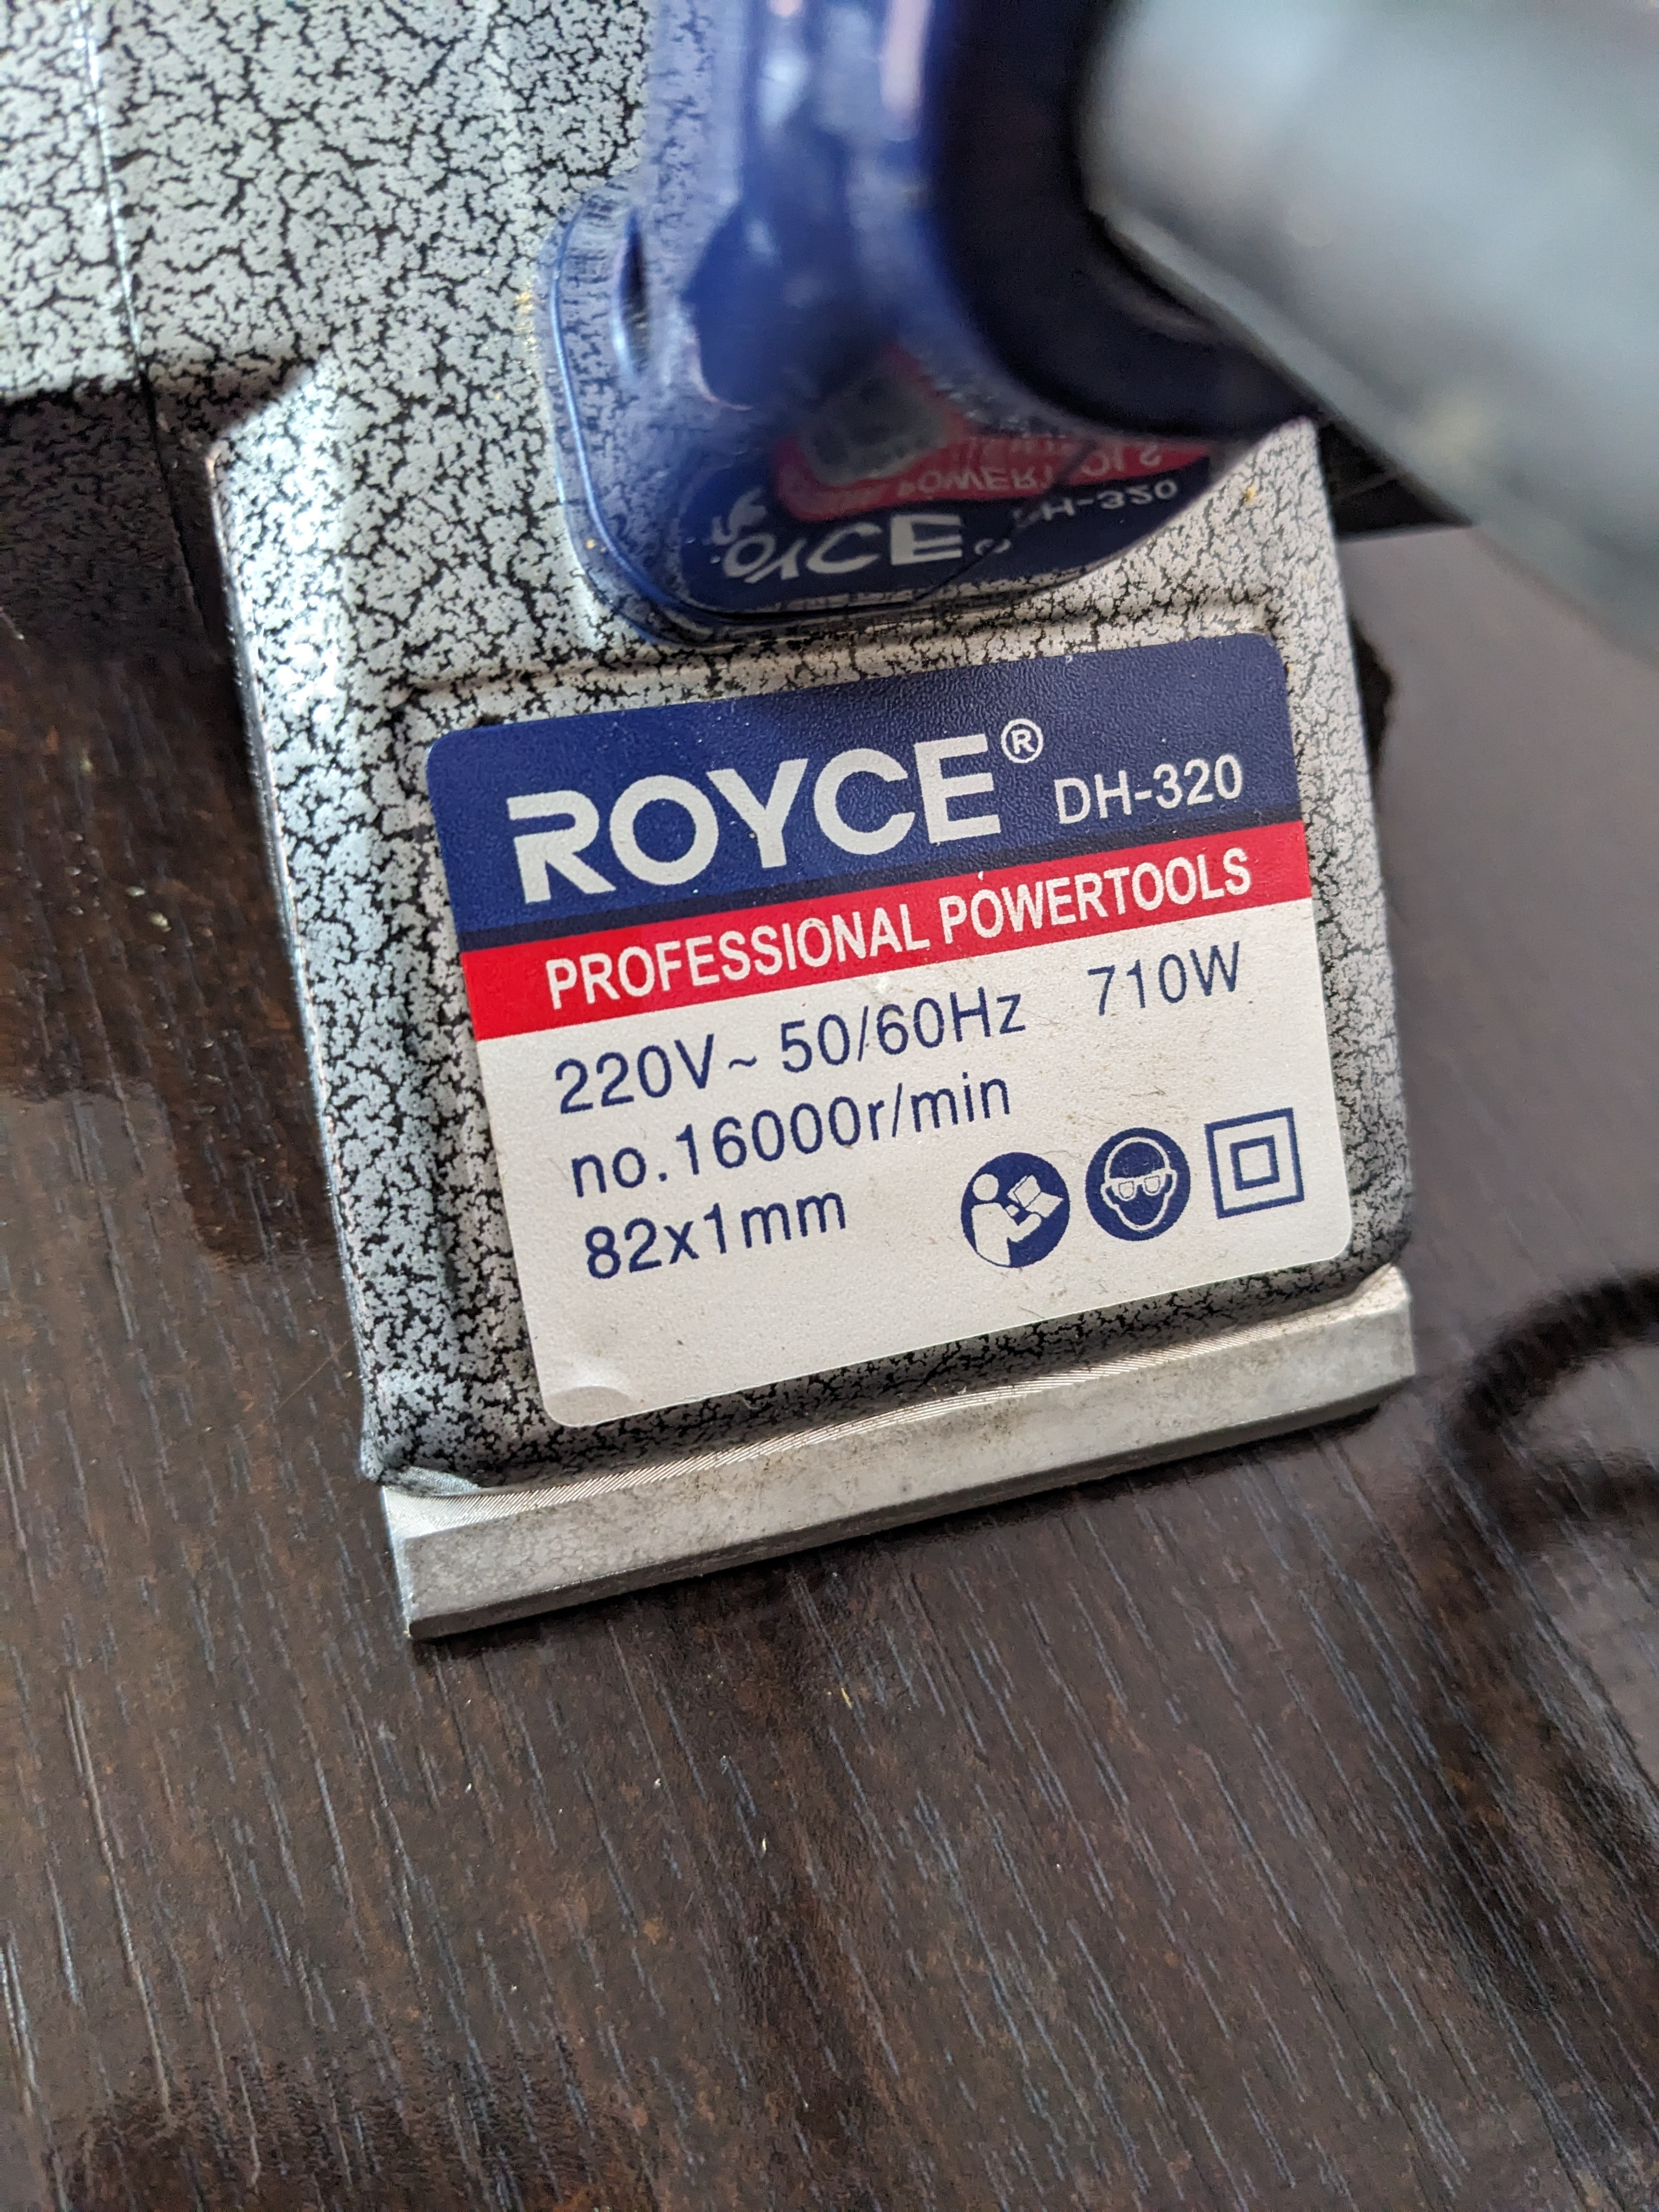 ROYCE® DH-320
PROFESSIONAL POWERTOOLS
220V~ 50/60Hz 710W
no.16000r/min
82x1mm